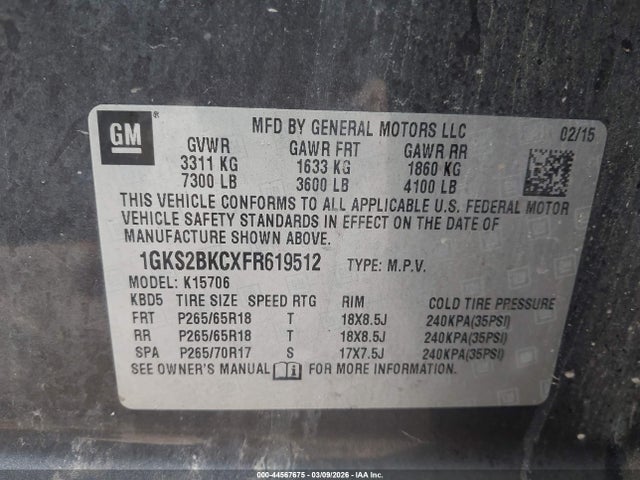 GM
MFD BY GENERAL MOTORS LLC 02/15
GVWR GAWR FRT GAWR RR
3311 KG 1633 KG 1860 KG
7300 LB 3600 LB 4100 LB
THIS VEHICLE CONFORMS TO ALL APPLICABLE U.S. FEDERAL MOTOR
VEHICLE SAFETY STANDARDS IN EFFECT ON THE DATE OF
MANUFACTURE SHOWN ABOVE.
1GKS2BKCXFR619512 TYPE: M.P.V.
MODEL: K15706
KBD5 TIRE SIZE SPEED RTG RIM COLD TIRE PRESSURE
FRT P265/65R18 T 18X8.5J 240KPA(35PSI)
RR P265/65R18 T 18X8.5J 240KPA(35PSI)
SPA P265/70R17 S 17X7.5J 240KPA(35PSI)
SEE OWNER'S MANUAL FOR MORE INFORMATION.
000-44567675 - 03/09/2026 - IAA Inc.